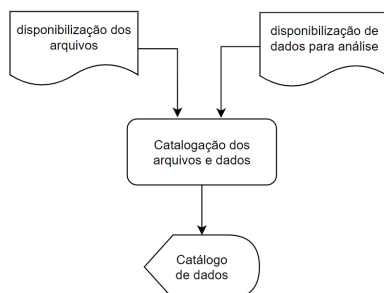 disponibilização dos
arquivos
disponibilização de
dados para análise
Catalogação dos
arquivos e dados
Catálogo
de dados